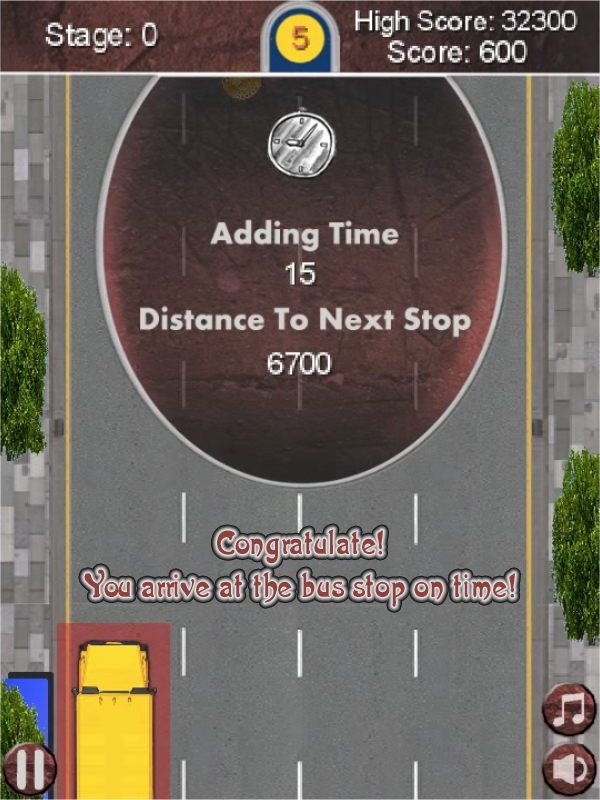 Stage: 0
5
High Score: 32300
Score: 600
Adding Time
15
Distance To Next Stop
6700
Congratulate!
You arrive at the bus stop on time!